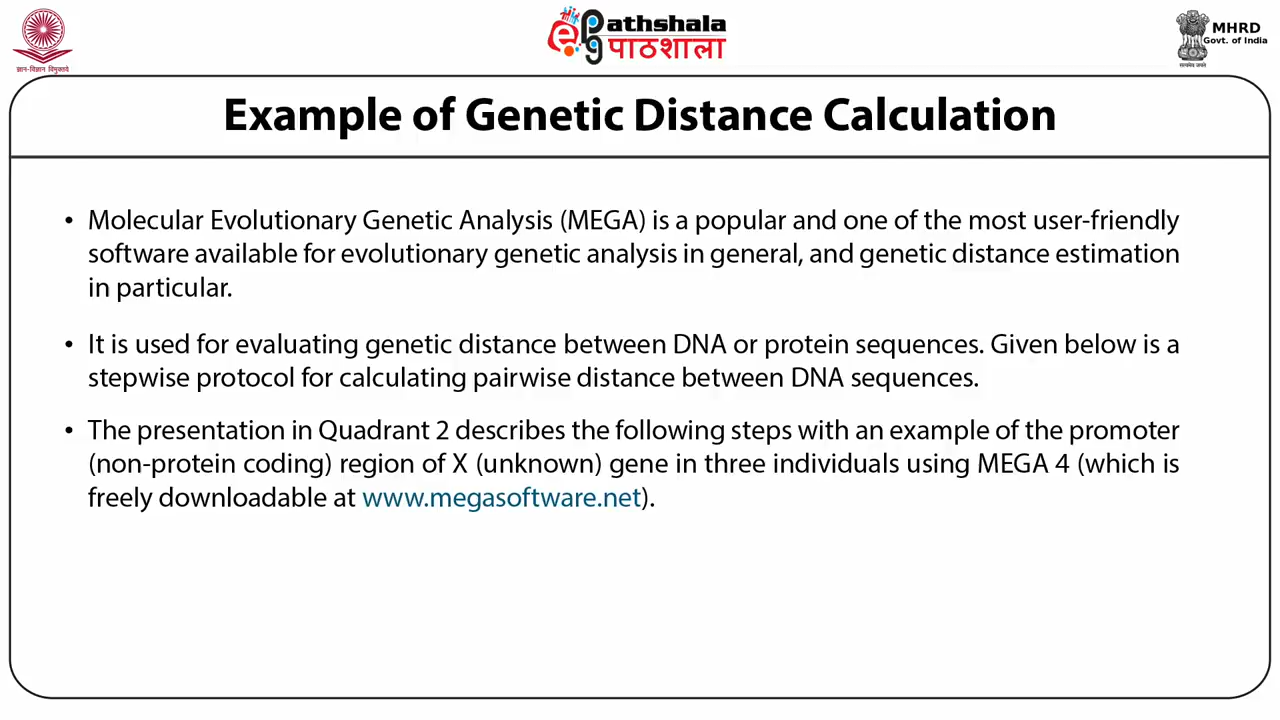 ज्ञान-विज्ञान विमुक्तये
epg
athshala
पाठशाला
MHRD
Govt. of India
सत्यमेव जयते
Example of Genetic Distance Calculation
• Molecular Evolutionary Genetic Analysis (MEGA) is a popular and one of the most user-friendly
software available for evolutionary genetic analysis in general, and genetic distance estimation
in particular.
• It is used for evaluating genetic distance between DNA or protein sequences. Given below is a
stepwise protocol for calculating pairwise distance between DNA sequences.
• The presentation in Quadrant 2 describes the following steps with an example of the promoter
(non-protein coding) region of X (unknown) gene in three individuals using MEGA 4 (which is
freely downloadable at www.megasoftware.net).